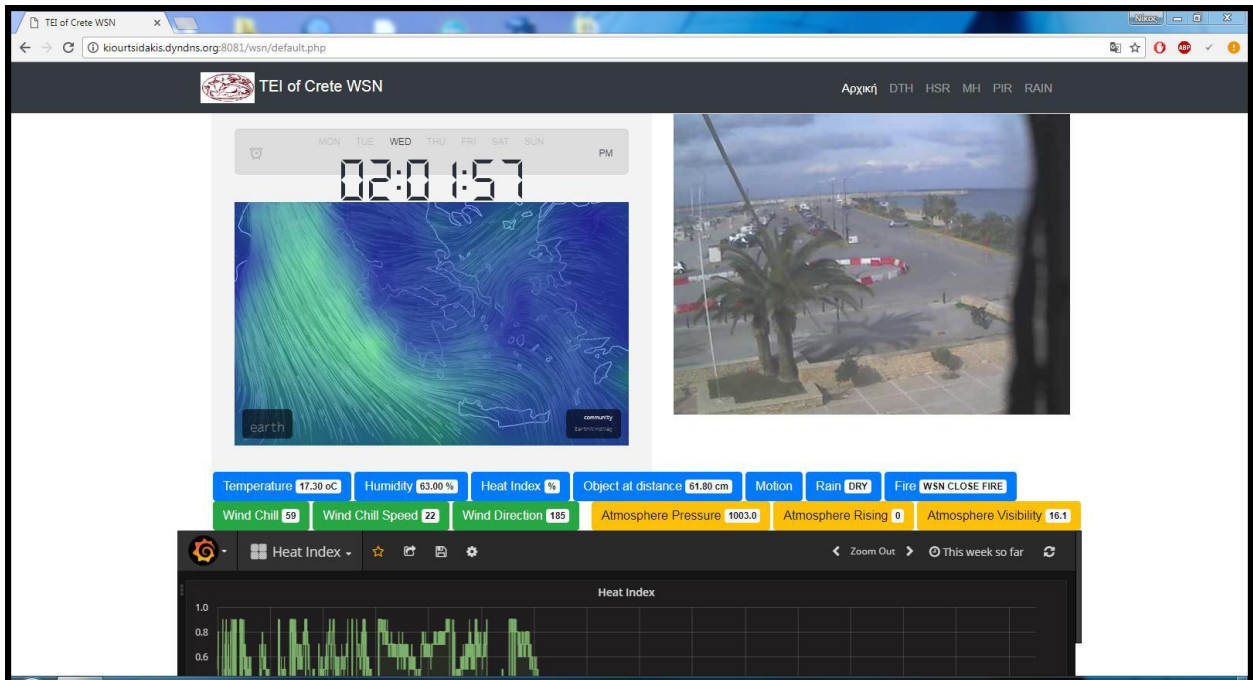 TEI of Crete WSN
Νίκος
kiourtsidakis.dyndns.org:8081/wsn/default.php
ABP
TEI of Crete WSN
Αρχική DTH HSR MH PIR RAIN
MON TUE WED THU FRI SAT SUN
PM
02:01:57
earth
community
EarthWindMap
Temperature 17.30 oC Humidity 63.00 % Heat Index % Object at distance 61.80 cm Motion Rain DRY Fire WSN CLOSE FIRE
Wind Chill 59 Wind Chill Speed 22 Wind Direction 185 Atmosphere Pressure 1003.0 Atmosphere Rising 0 Atmosphere Visibility 16.1
Heat Index Zoom Out This week so far
Heat Index
1.0
0.8
0.6